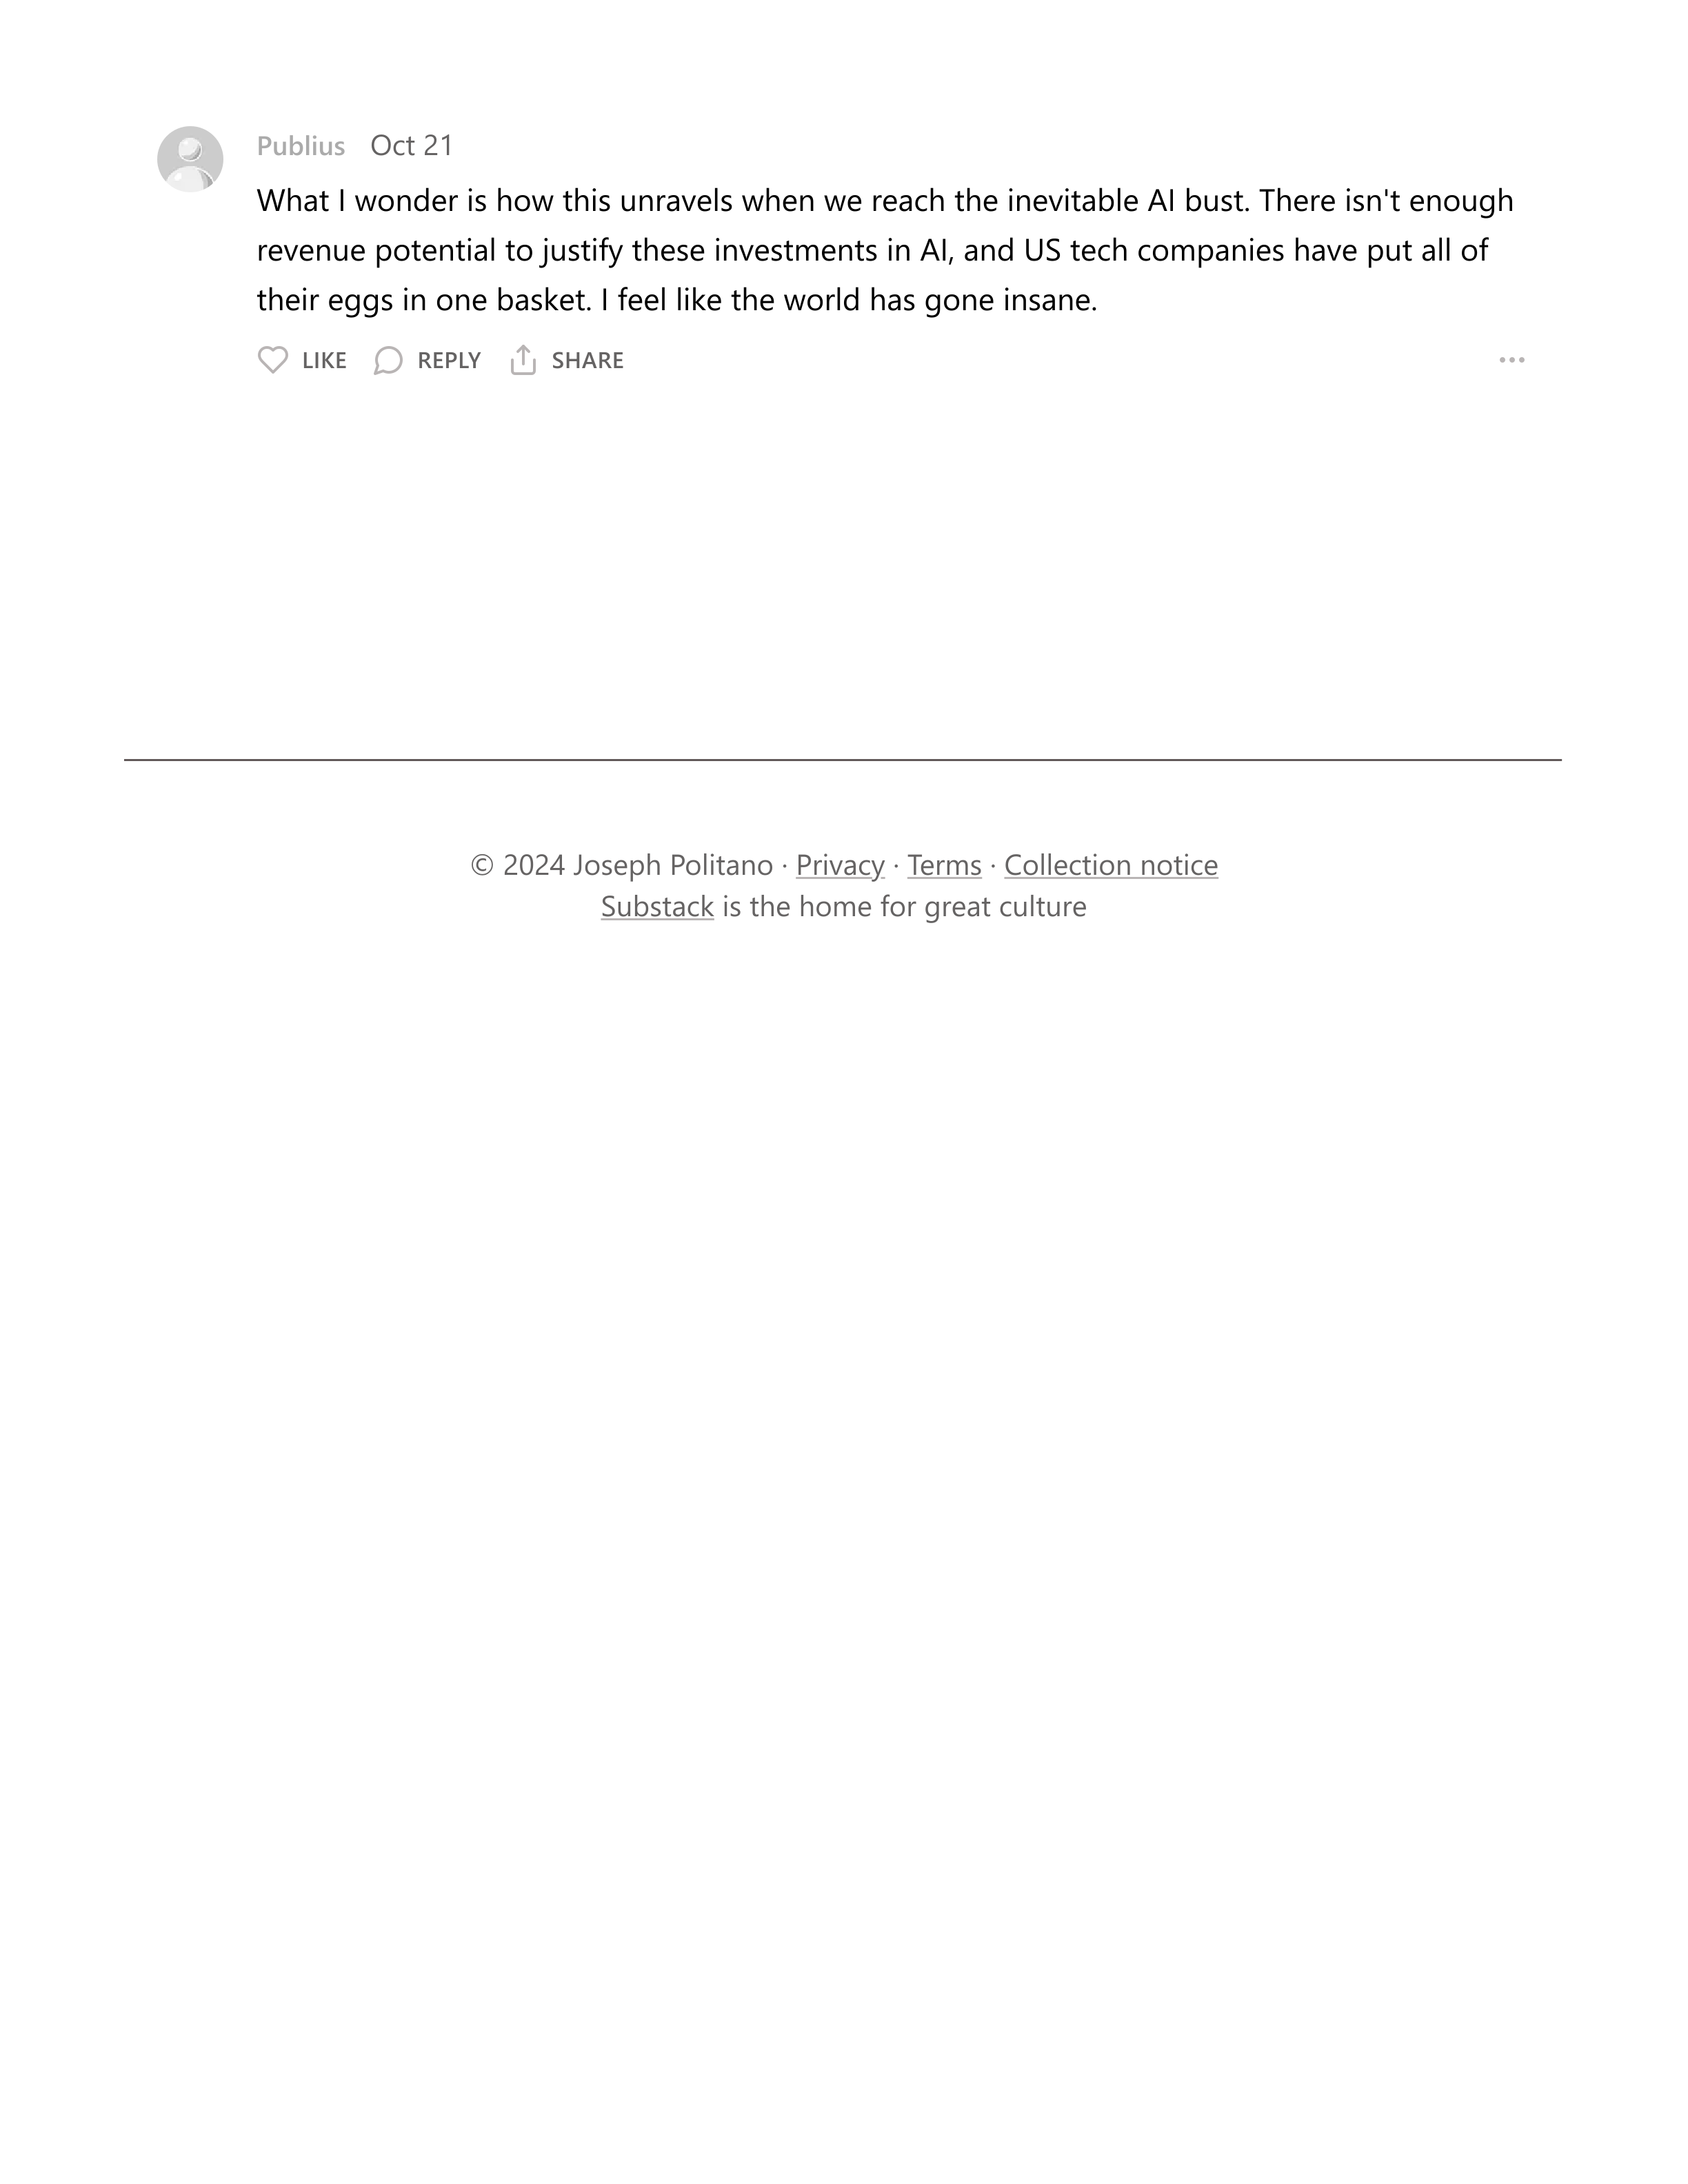 Publius Oct 21
What I wonder is how this unravels when we reach the inevitable AI bust. There isn't enough
revenue potential to justify these investments in AI, and US tech companies have put all of
their eggs in one basket. I feel like the world has gone insane.
LIKE REPLY SHARE
© 2024 Joseph Politano · Privacy · Terms · Collection notice
Substack is the home for great culture